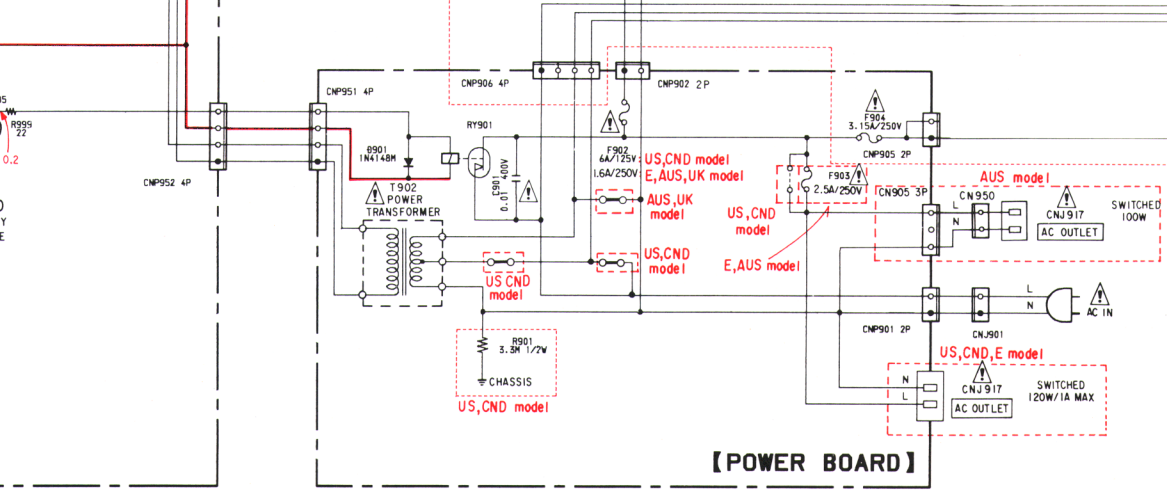 CNP951 4P
CNP906 4P
CNP902 2P
R999
22
0.2
CNP952 4P
Y
E
RY901
1N4148M
C901
0.01 400V
T902
POWER
TRANSFORMER
F902
6A/125V:
1.6A/250V:
US,CND model
E,AUS,UK model
AUS,UK
model
US,CND
model
US CND
model
F904
3.15A/250V
CNP905 2P
F903
2.5A/250V
US,CND
model
E,AUS model
AUS model
CN905 3P
CN950
L
N
CNJ917
AC OUTLET
SWITCHED
100W
L
N
AC IN
CNP901 2P
CNJ901
R901
3.3M 1/2W
CHASSIS
US,CND model
US,CND,E model
N
L
CNJ917
AC OUTLET
SWITCHED
120W/1A MAX
【POWER BOARD】